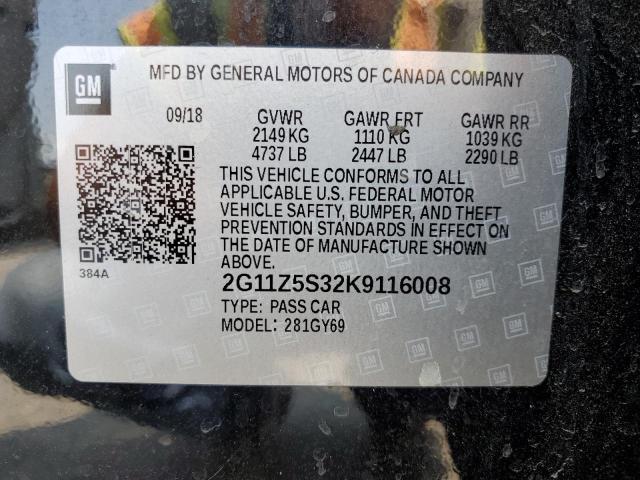 GM
MFD BY GENERAL MOTORS OF CANADA COMPANY
09/18 GVWR GAWR FRT GAWR RR
2149 KG 1110 KG 1039 KG
4737 LB 2447 LB 2290 LB
THIS VEHICLE CONFORMS TO ALL
APPLICABLE U.S. FEDERAL MOTOR
VEHICLE SAFETY, BUMPER, AND THEFT
PREVENTION STANDARDS IN EFFECT ON
THE DATE OF MANUFACTURE SHOWN
ABOVE.
384A
2G11Z5S32K9116008
TYPE: PASS CAR
MODEL: 281GY69